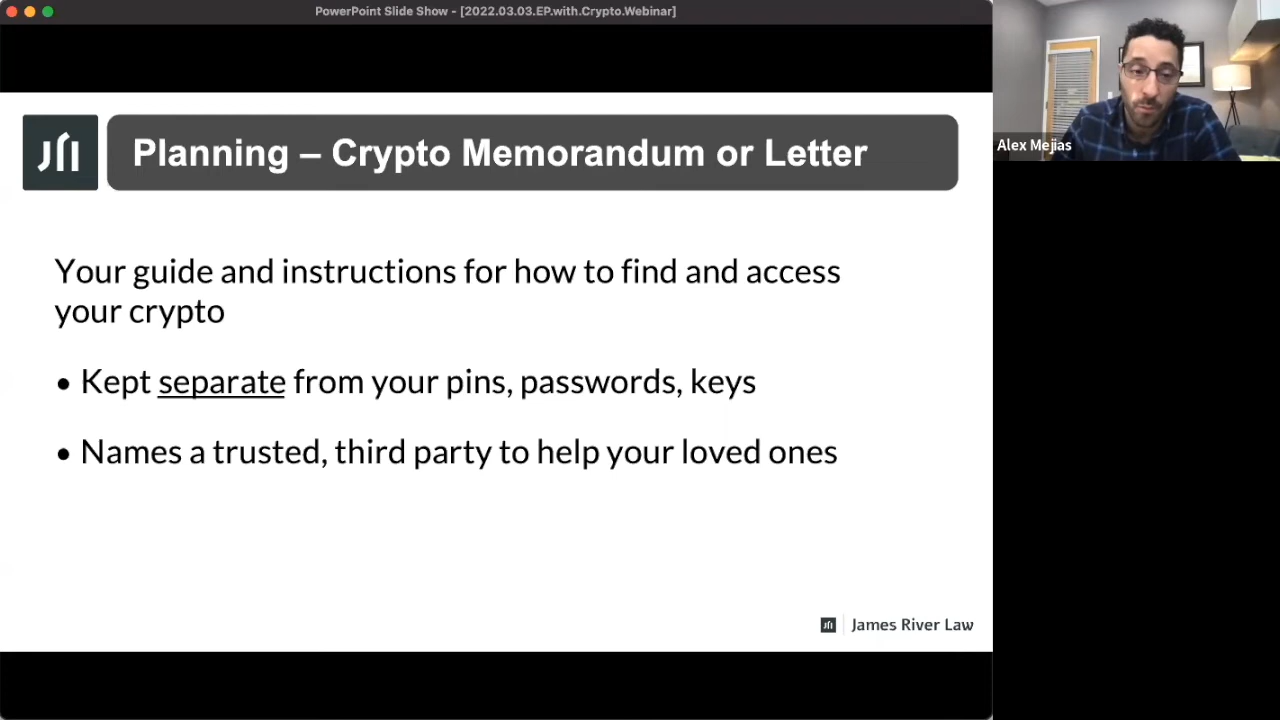 PowerPoint Slide Show - [2022.03.03.EP.with.Crypto.Webinar]
Planning – Crypto Memorandum or Letter
Alex Mejias
Your guide and instructions for how to find and access
your crypto
• Kept separate from your pins, passwords, keys
• Names a trusted, third party to help your loved ones
James River Law